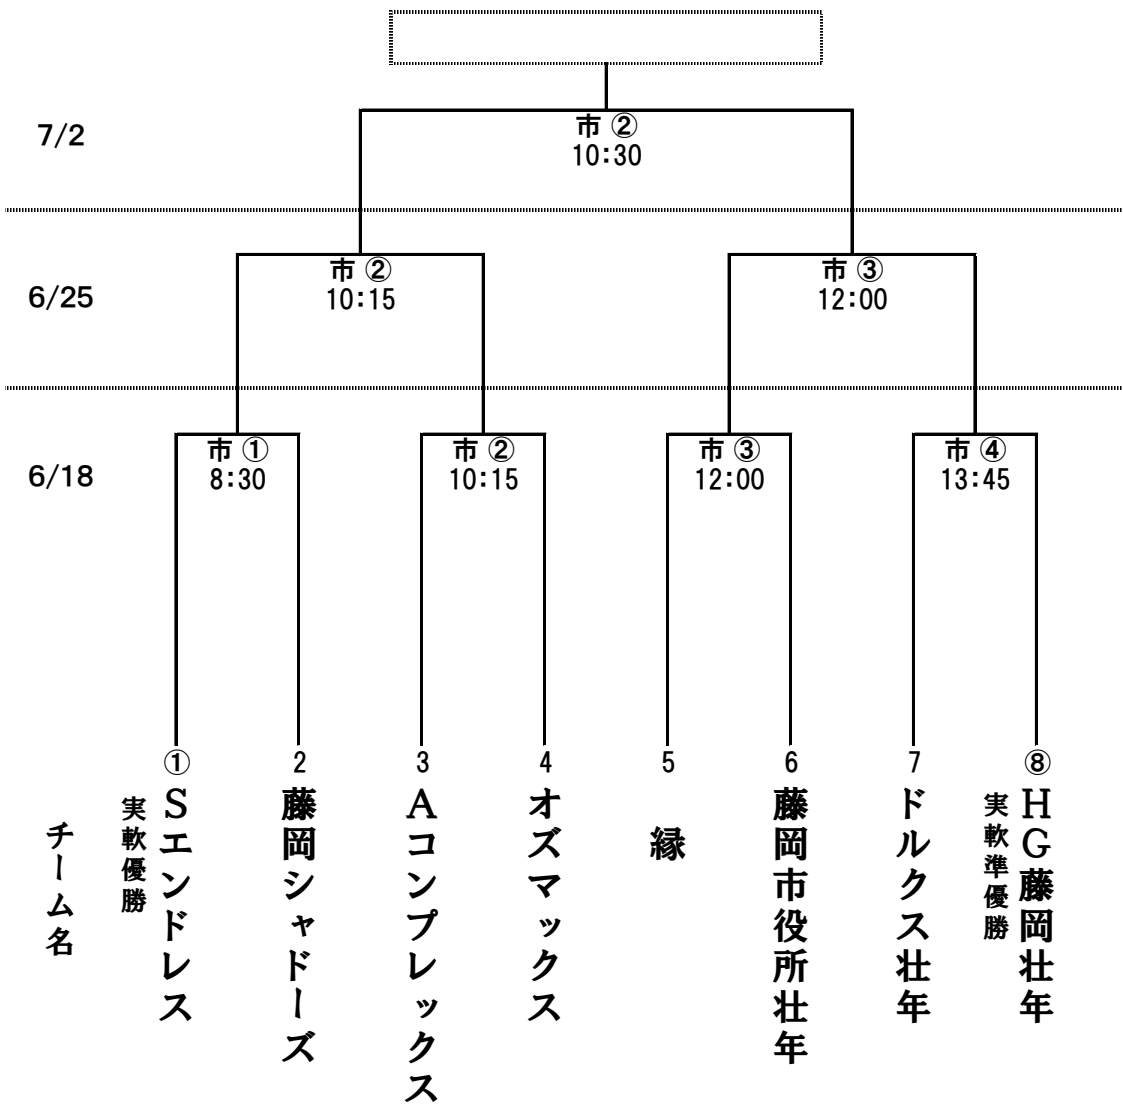 7/2
市 ②
10:30
6/25
市 ②
10:15
市 ③
12:00
6/18
市 ①
8:30
市 ②
10:15
市 ③
12:00
市 ④
13:45
① 2 3 4 5 6 7 ⑧
チーム名
実軟優勝
Sエンドレス
藤岡シャドーズ
Aコンプレックス
オズマックス
縁
藤岡市役所壮年
ドルクス壮年
実軟準優勝
HG藤岡壮年